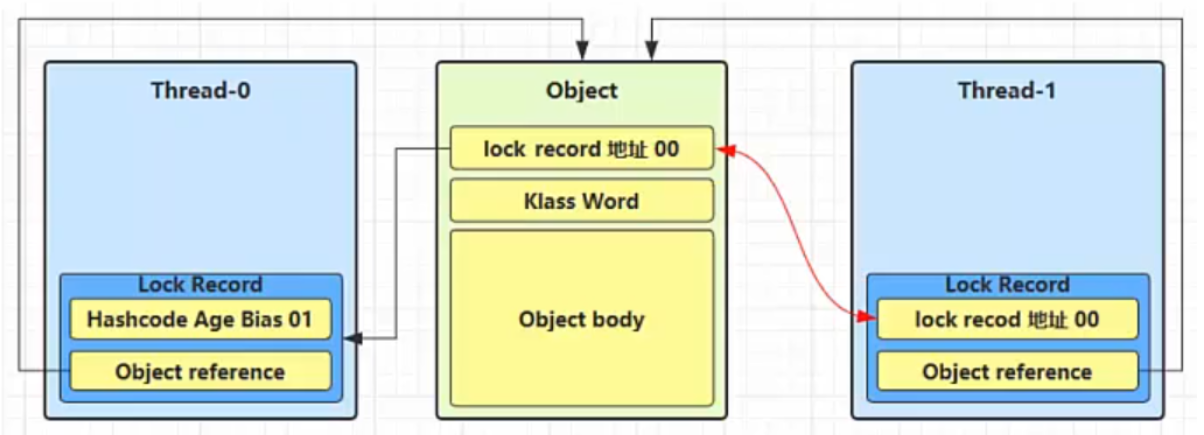 Thread-0
Lock Record
Hashcode Age Bias 01
Object reference
Object
lock record 地址 00
Klass Word
Object body
Thread-1
Lock Record
lock recod 地址 00
Object reference